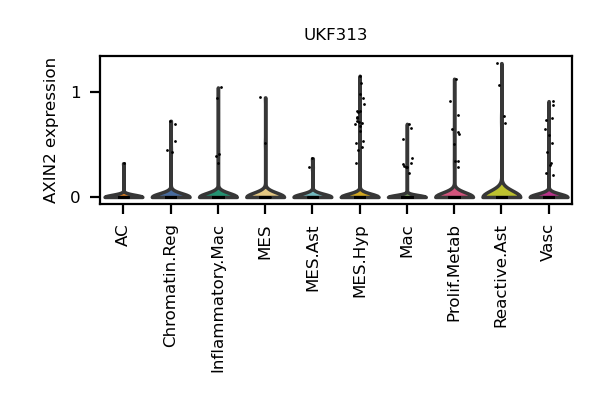 UKF313
AXIN2 expression
1
0
AC
Chromatin.Reg
Inflammatory.Mac
MES
MES.Ast
MES.Hyp
Mac
Prolif.Metab
Reactive.Ast
Vasc